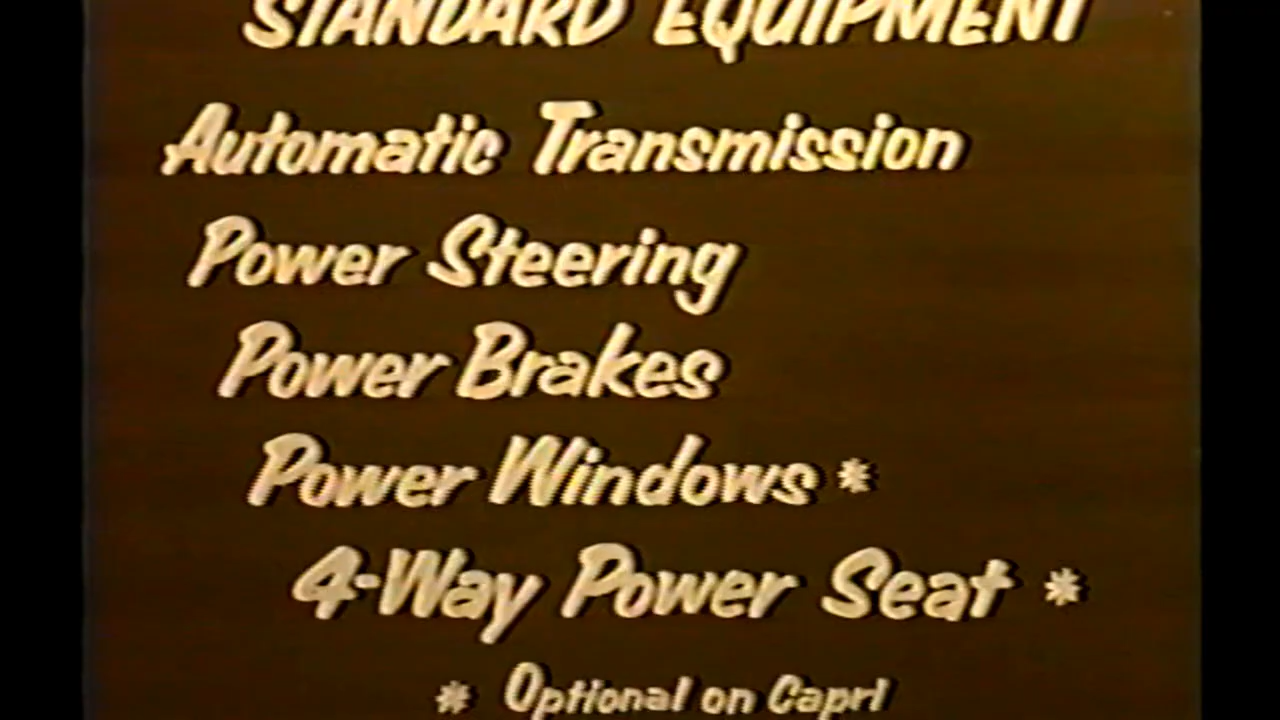 STANDARD EQUIPMENT
Automatic Transmission
Power Steering
Power Brakes
Power Windows *
4-Way Power Seat *
* Optional on Capri